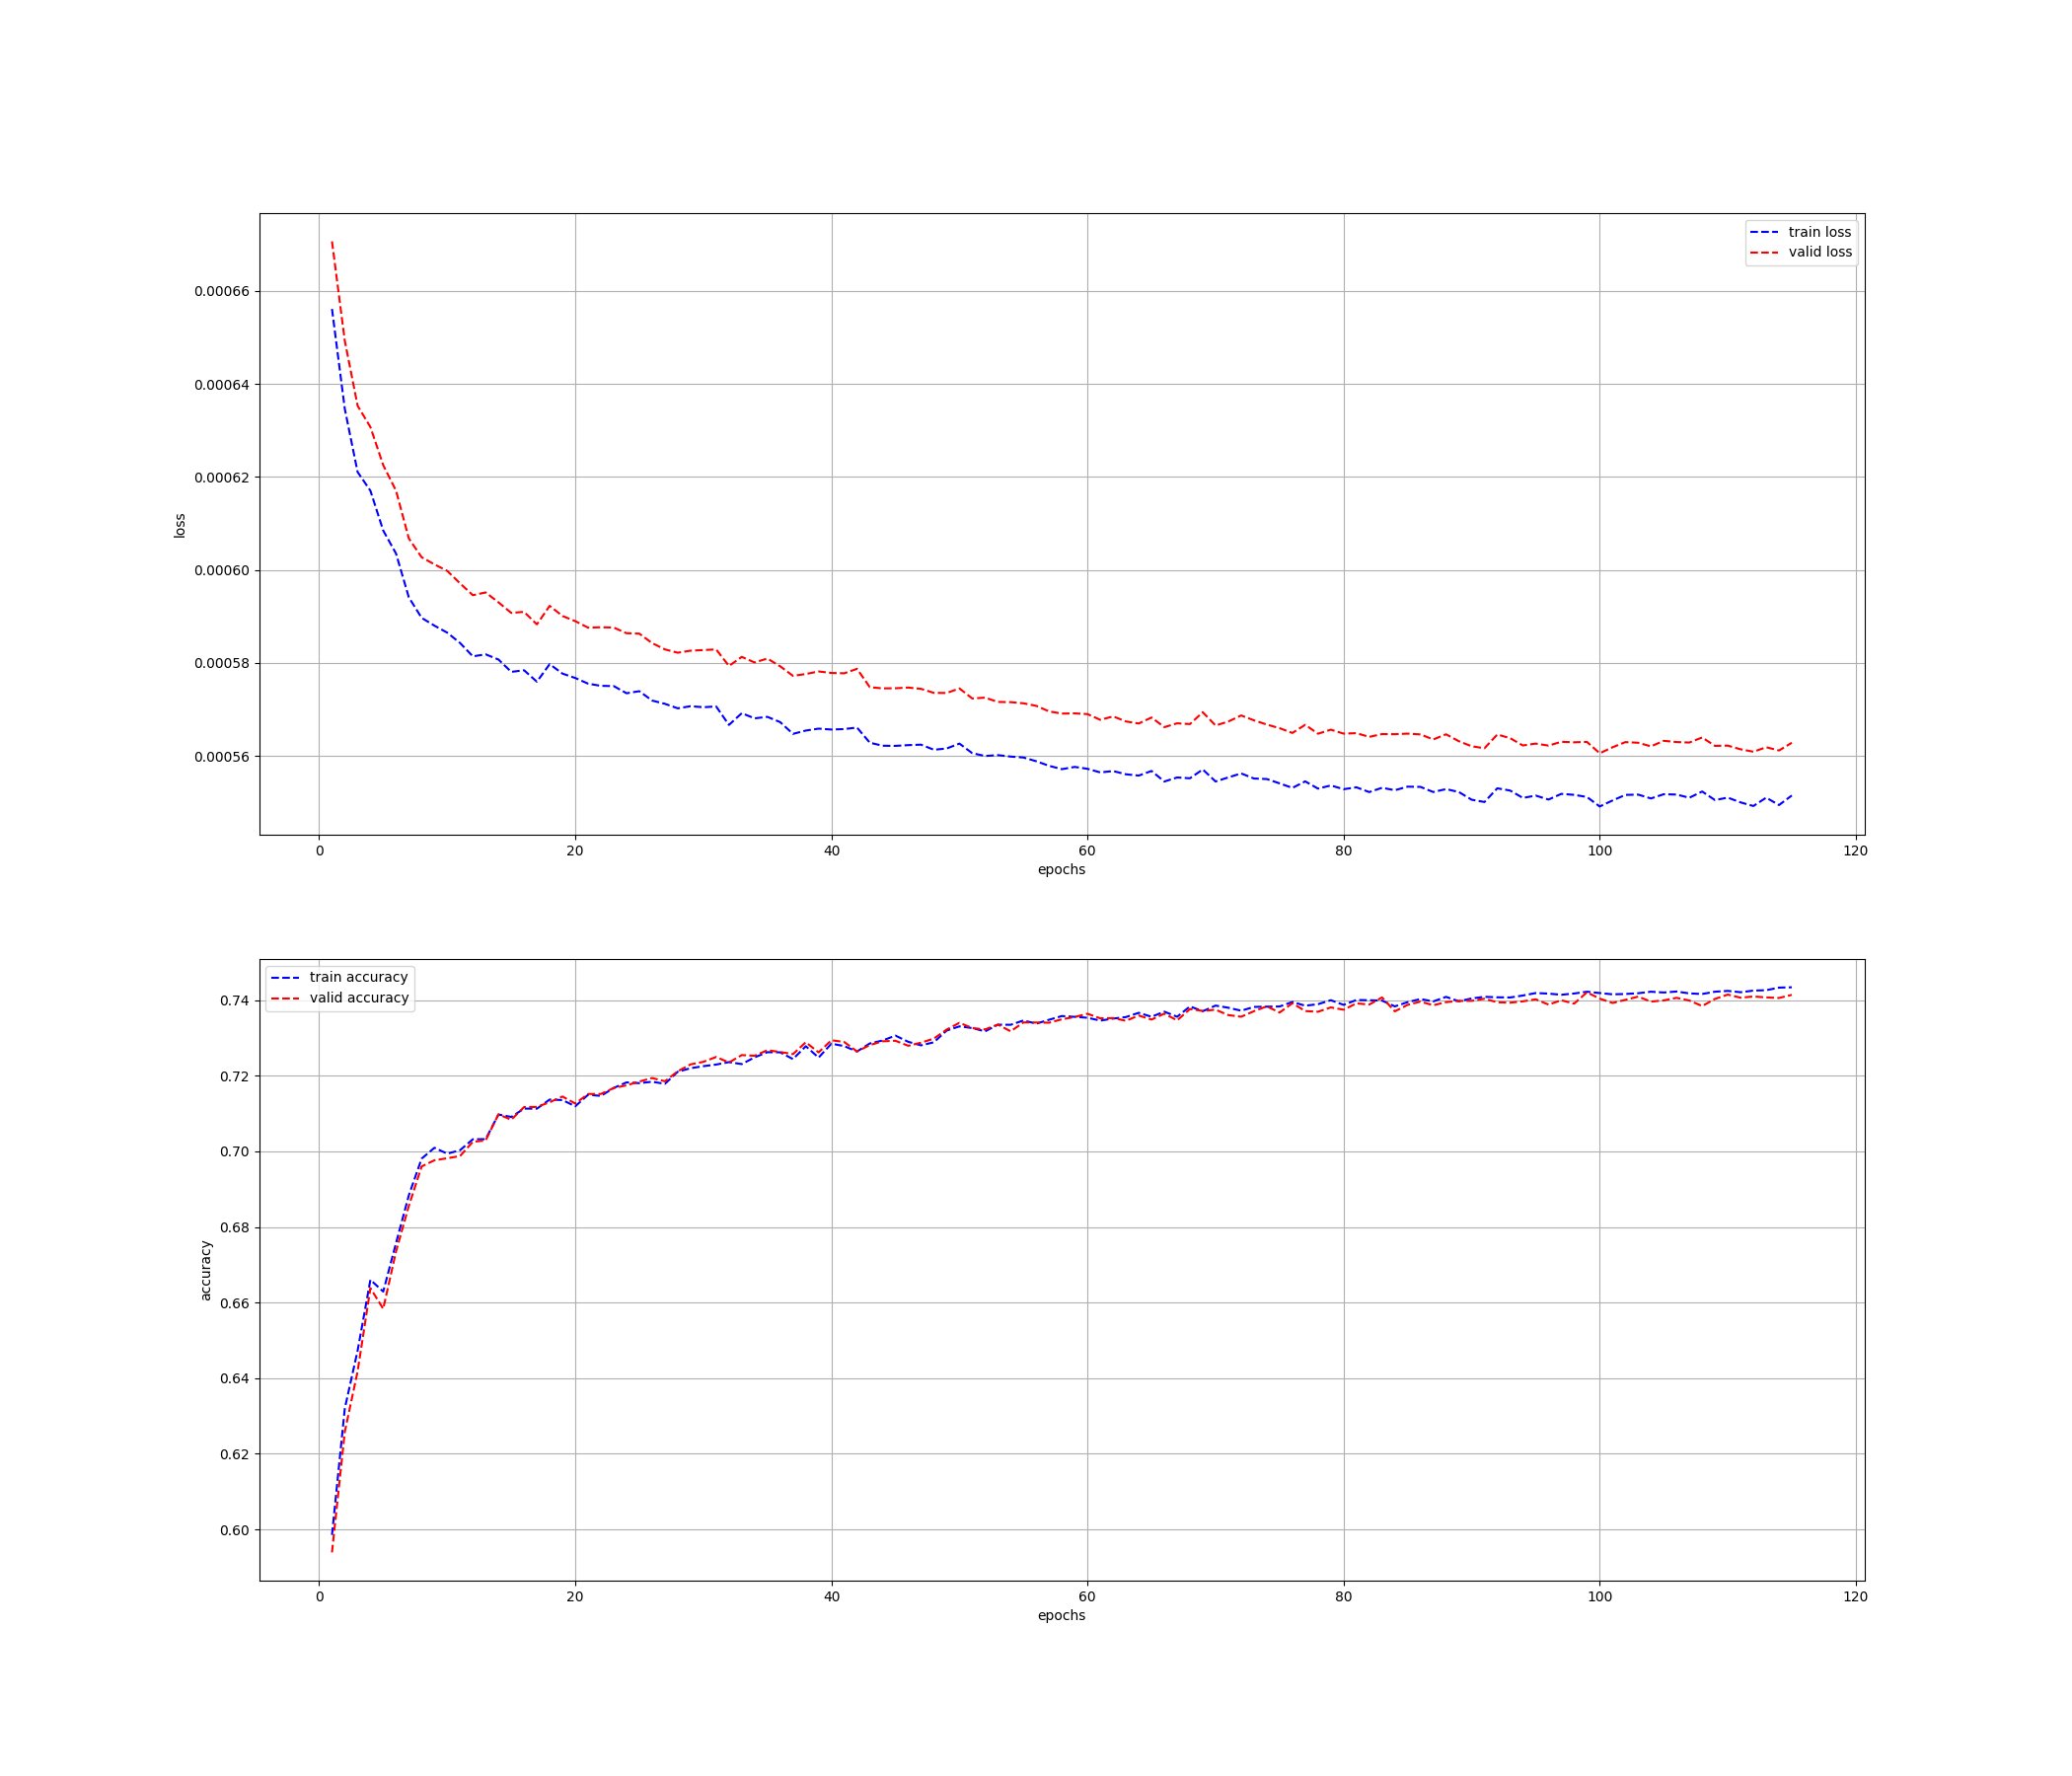 train loss
valid loss
0.00066
0.00064
0.00062
0.00060
0.00058
0.00056
loss
0 20 40 60 80 100 120
epochs
train accuracy
valid accuracy
0.74
0.72
0.70
0.68
0.66
0.64
0.62
0.60
accuracy
0 20 40 60 80 100 120
epochs